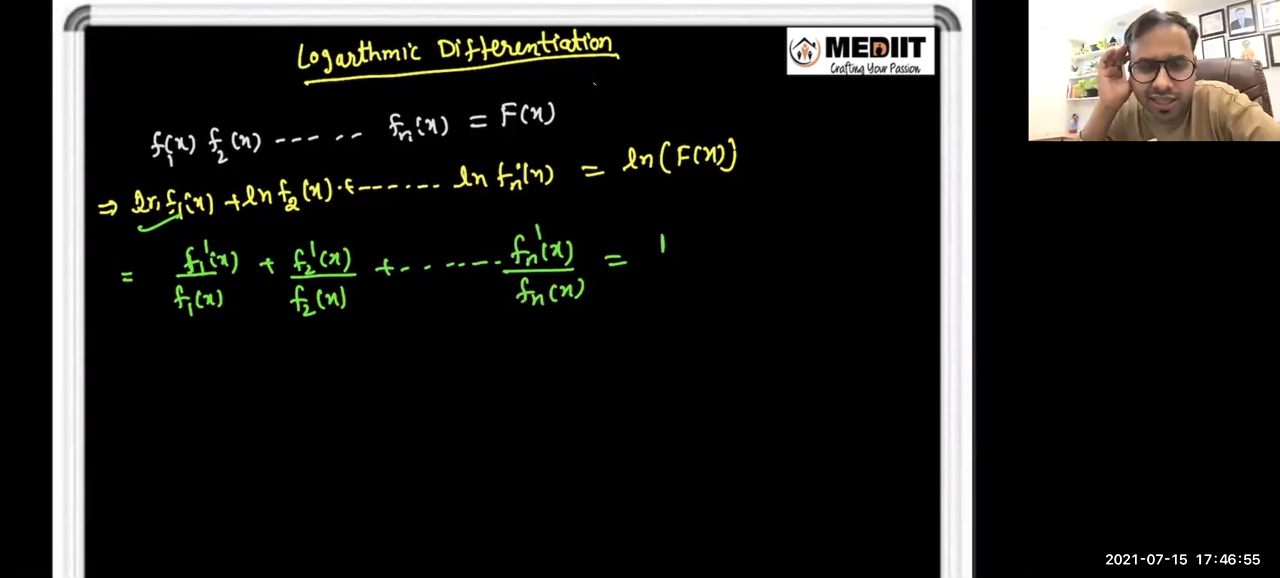 Logarthmic Differentiation
MEDIIT
Crafting Your Passion
f₁(x) f₂(x) ------ fₙ(x) = F(x)
⇒ ln f₁(x) + ln f₂(x) + ------ ln fₙ(x) = ln(F(x))
= f₁'(x)/f₁(x) + f₂'(x)/f₂(x) + ------ fₙ'(x)/fₙ(x) = 1
2021-07-15 17:46:55